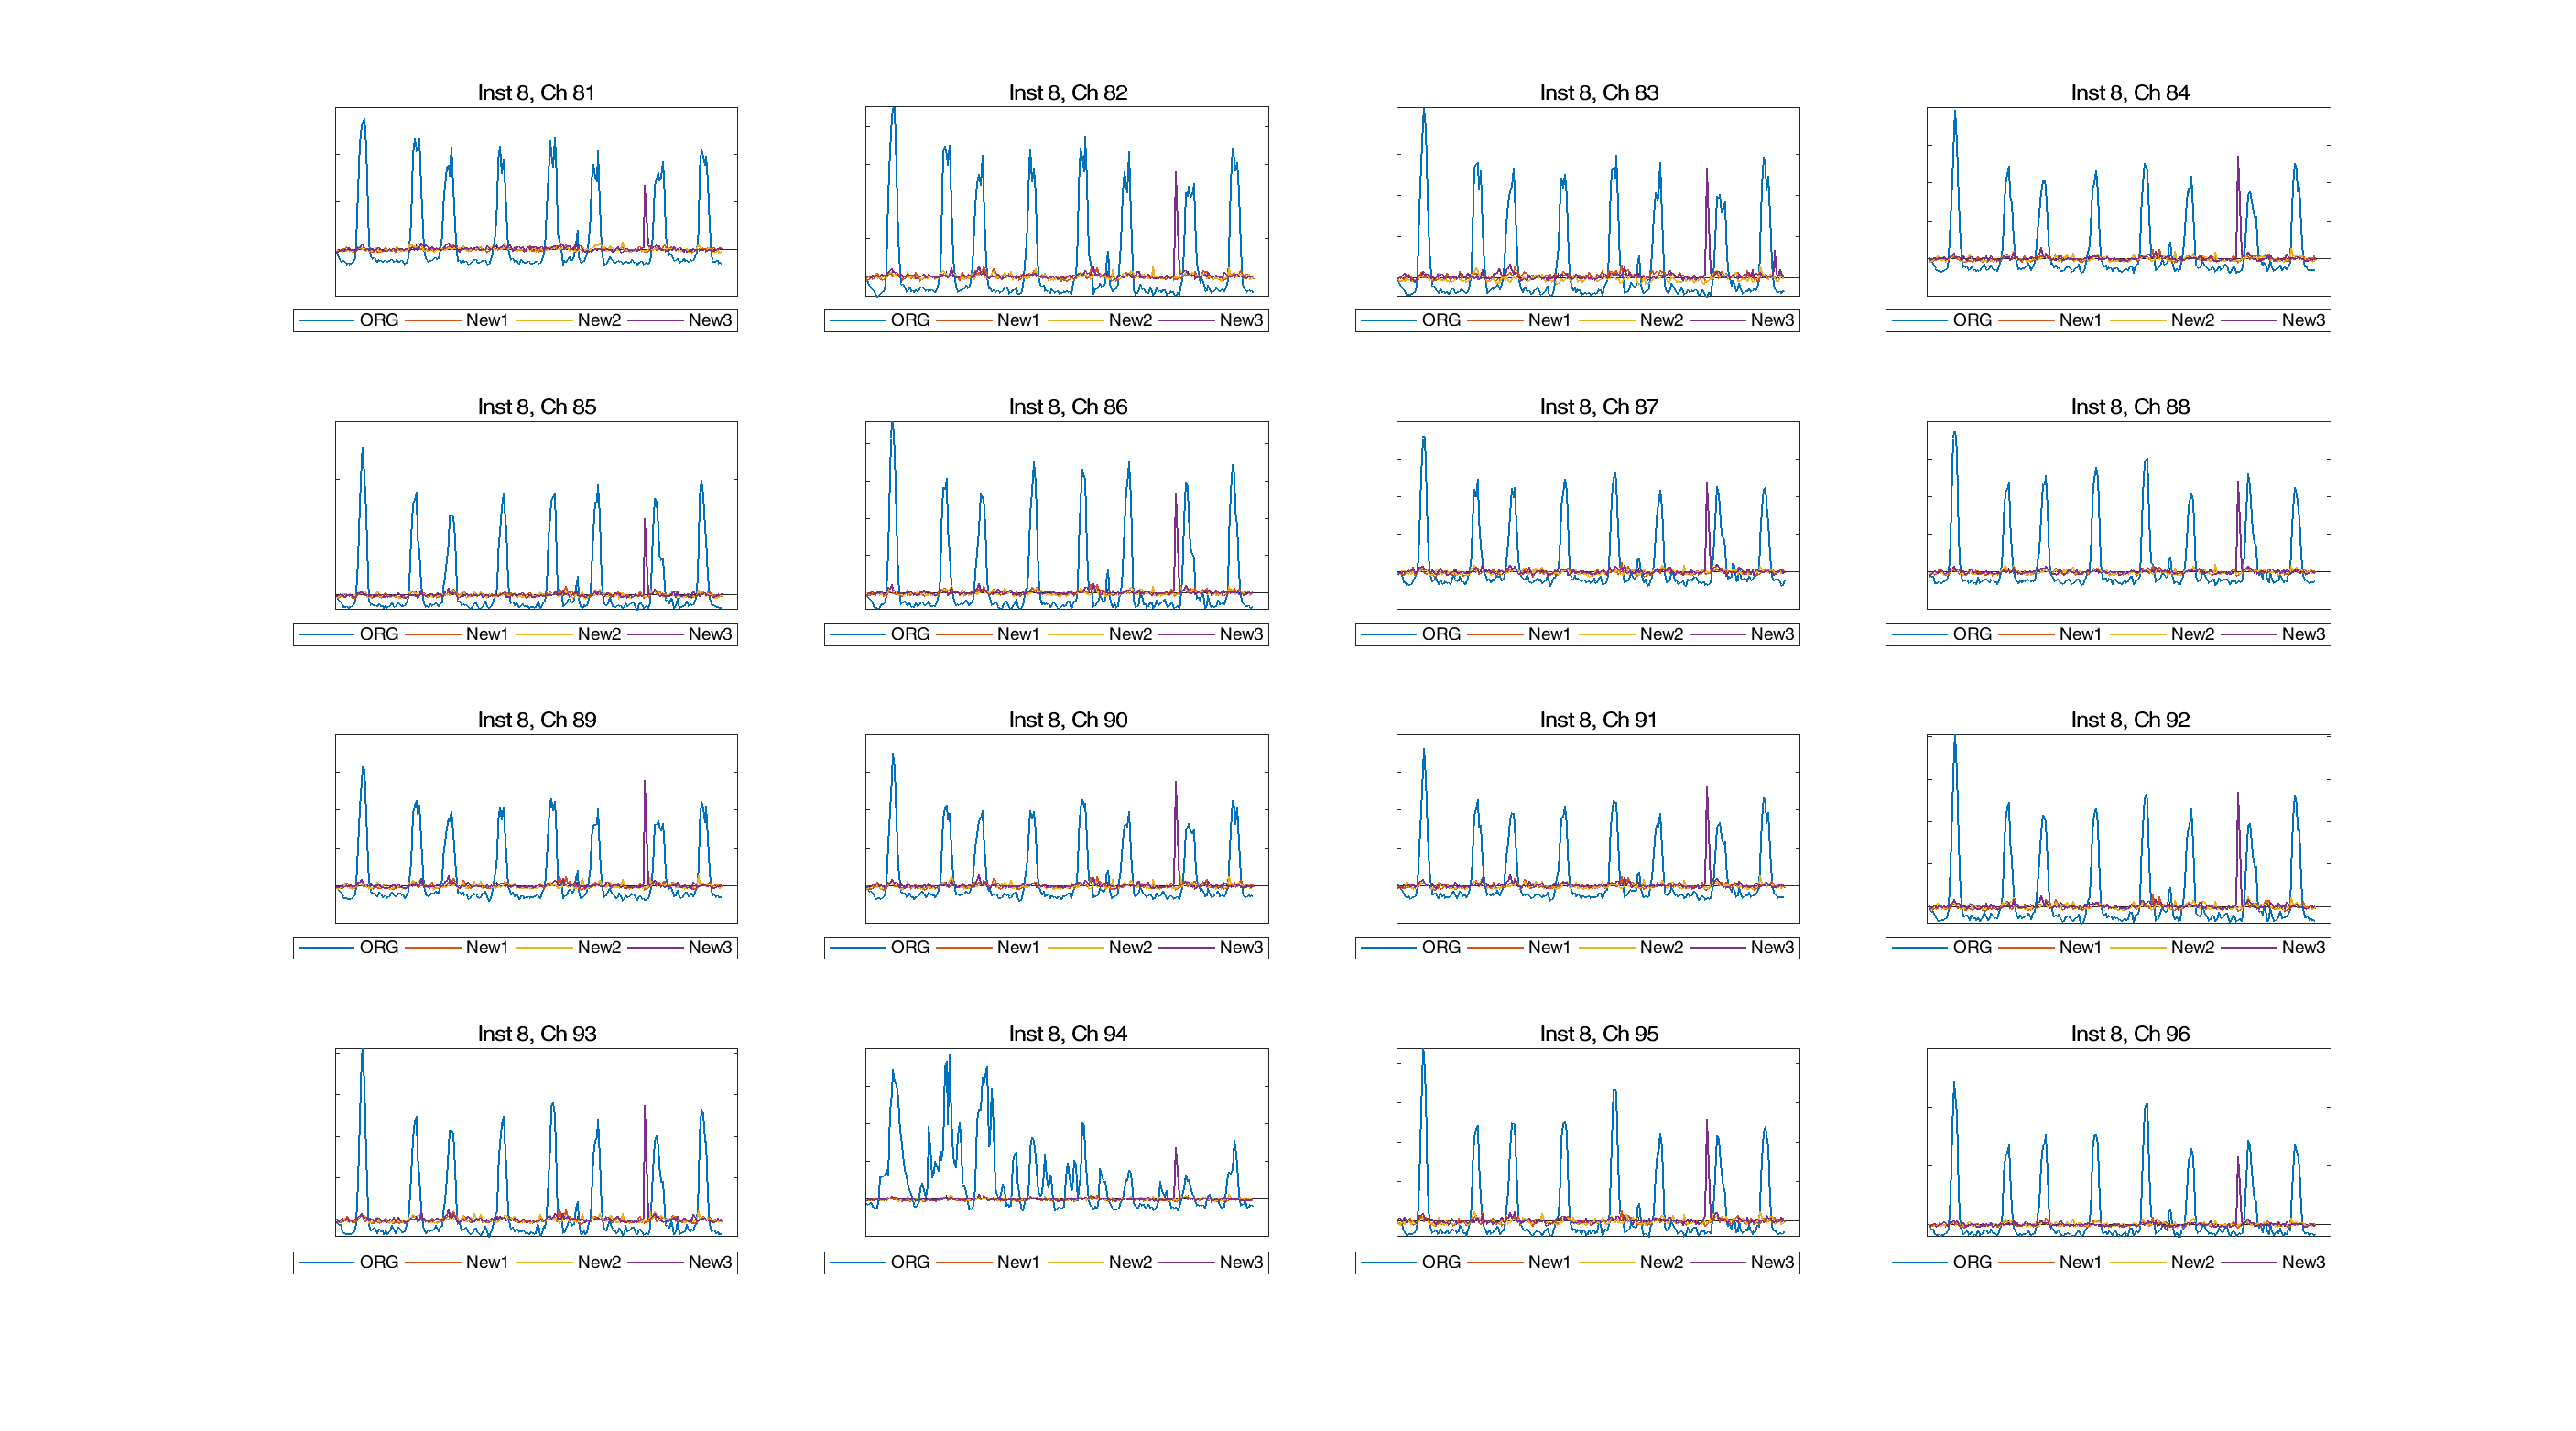 Inst 8, Ch 81
Inst 8, Ch 82
Inst 8, Ch 83
Inst 8, Ch 84
ORG New1 New2 New3
ORG New1 New2 New3
ORG New1 New2 New3
ORG New1 New2 New3
Inst 8, Ch 85
Inst 8, Ch 86
Inst 8, Ch 87
Inst 8, Ch 88
ORG New1 New2 New3
ORG New1 New2 New3
ORG New1 New2 New3
ORG New1 New2 New3
Inst 8, Ch 89
Inst 8, Ch 90
Inst 8, Ch 91
Inst 8, Ch 92
ORG New1 New2 New3
ORG New1 New2 New3
ORG New1 New2 New3
ORG New1 New2 New3
Inst 8, Ch 93
Inst 8, Ch 94
Inst 8, Ch 95
Inst 8, Ch 96
ORG New1 New2 New3
ORG New1 New2 New3
ORG New1 New2 New3
ORG New1 New2 New3